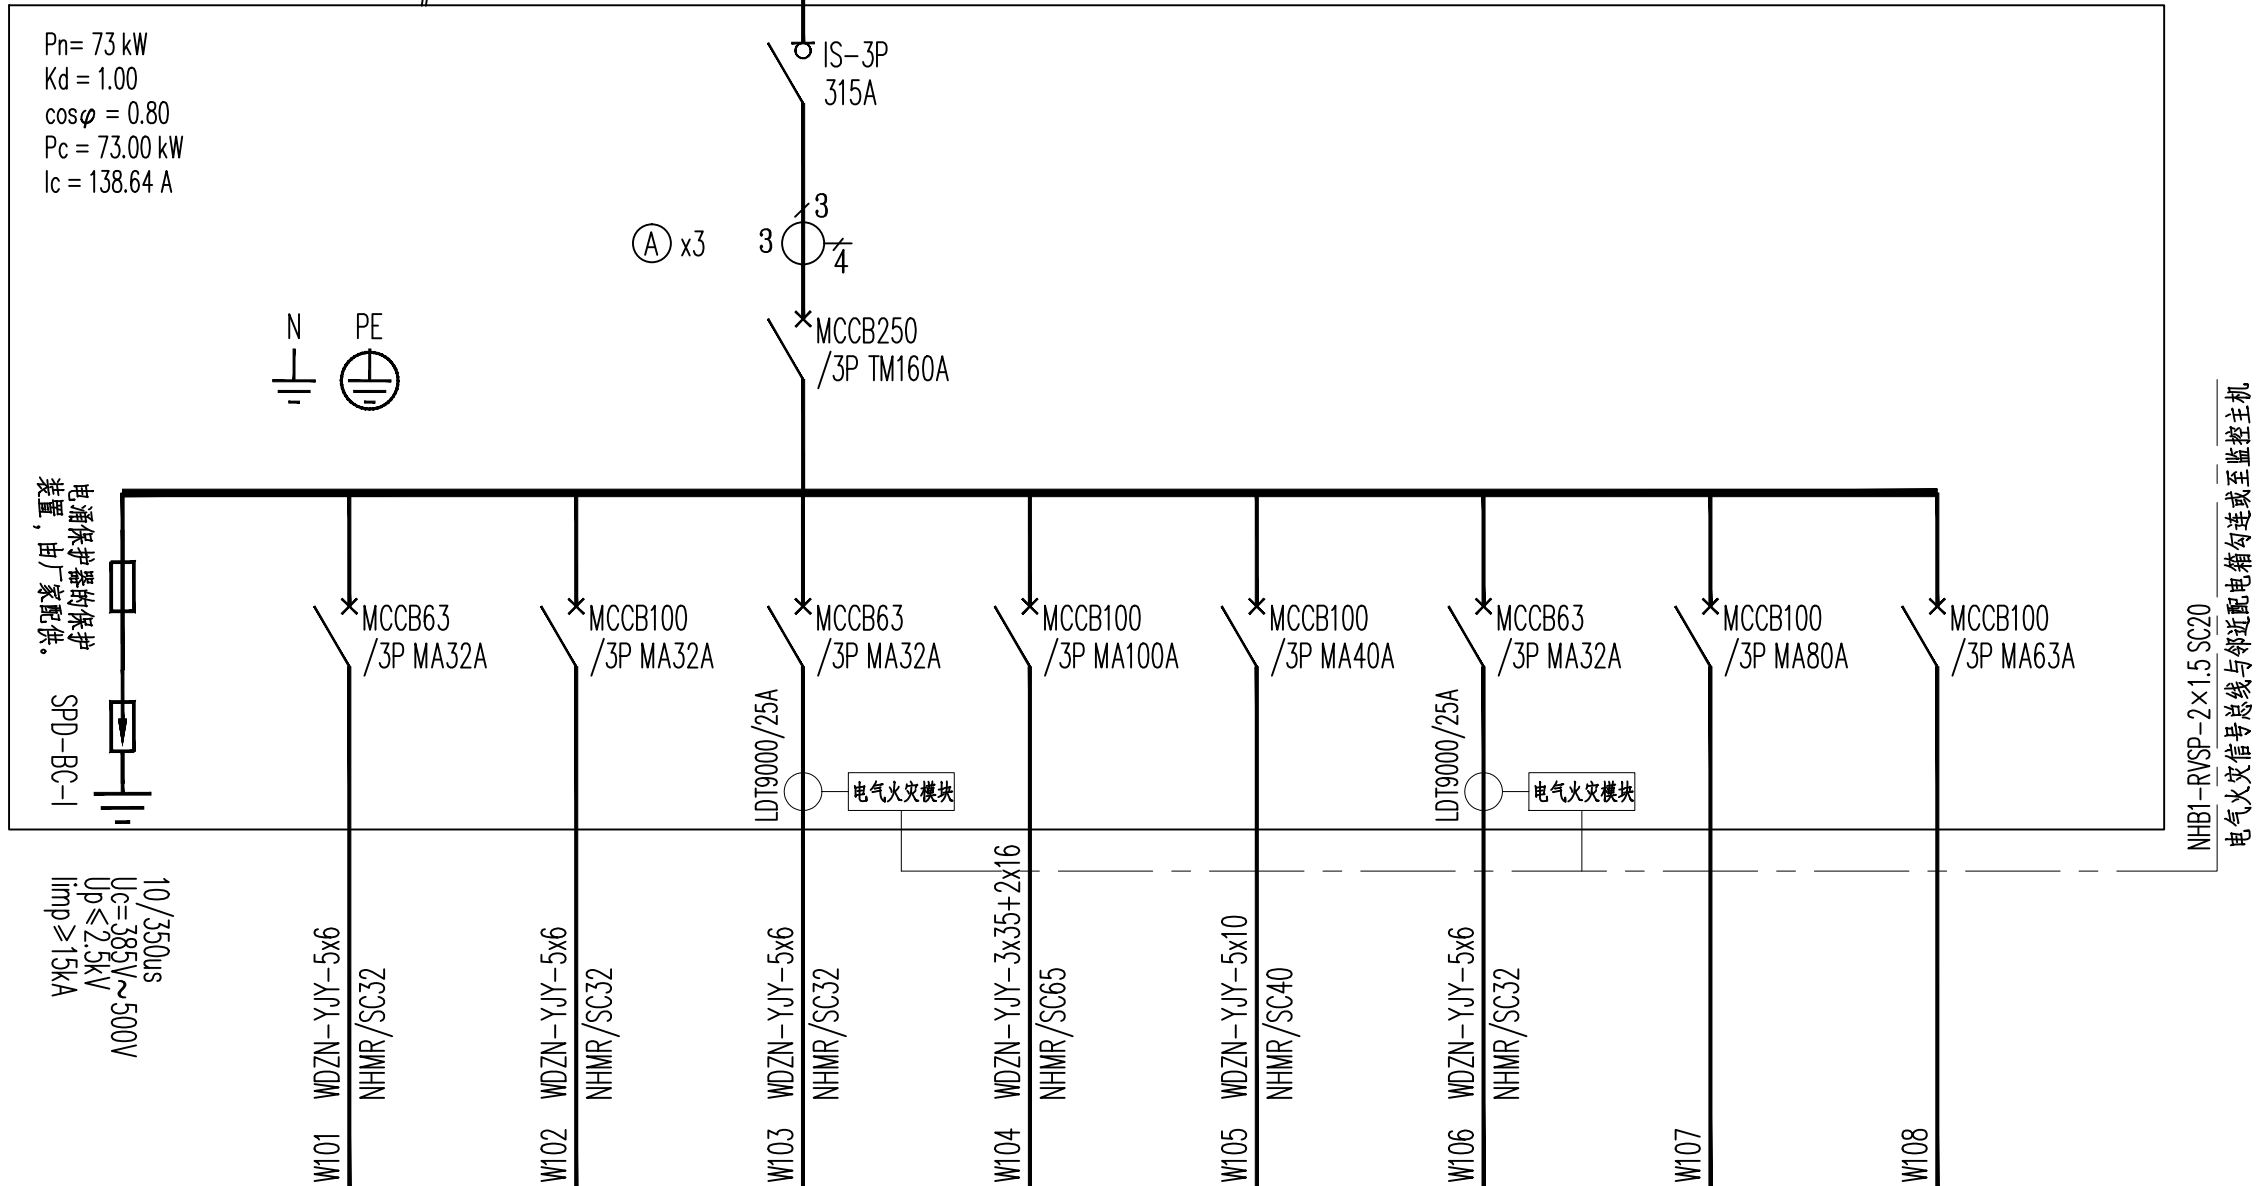 Pn= 73 kW
Kd = 1.00
cosφ = 0.80
Pc = 73.00 kW
Ic = 138.64 A
IS-3P
315A
3
A x3
3
4
MCCB250
/3P TM160A
N
PE
电涌保护器的保护
装置，由厂家配供。
SPD-BC-I
MCCB63
/3P MA32A
MCCB100
/3P MA32A
MCCB63
/3P MA32A
MCCB100
/3P MA100A
MCCB100
/3P MA40A
MCCB63
/3P MA32A
MCCB100
/3P MA80A
MCCB100
/3P MA63A
LDT9000/25A
电气火灾模块
LDT9000/25A
电气火灾模块
NHB1-RVSP-2×1.5 SC20
电气火灾信号总线与邻近配电箱勾连或至监控主机
10/350us
Uc=385V~500V
Up≤2.5kV
Iimp≥15kA
W101 WDZN-YJY-5x6
NHMR/SC32
W102 WDZN-YJY-5x6
NHMR/SC32
W103 WDZN-YJY-5x6
NHMR/SC32
W104 WDZN-YJY-3x35+2x16
NHMR/SC65
W105 WDZN-YJY-5x10
NHMR/SC40
W106 WDZN-YJY-5x6
NHMR/SC32
W107
W108